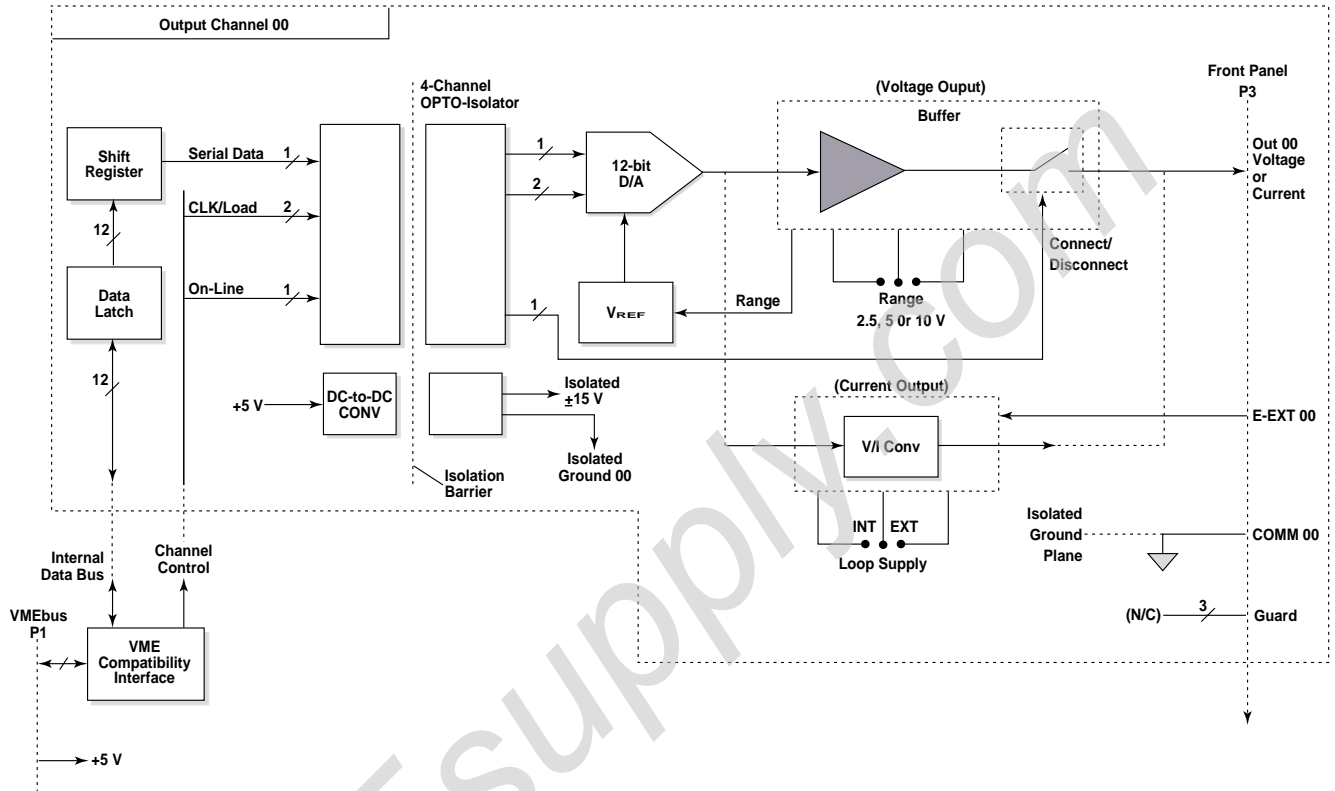 Output Channel 00
4-Channel
OPTO-Isolator
(Voltage Ouput)
Buffer
Front Panel
P3
Shift
Register
Serial Data
1
1
12-bit
D/A
Out 00
Voltage
or
Current
CLK/Load
2
2
12
Connect/
Disconnect
Data
Latch
On-Line
1
1
VREF
Range
Range
2.5, 5 0r 10 V
12
+5 V
DC-to-DC
CONV
Isolated
±15 V
Isolated
Ground 00
Isolation
Barrier
(Current Output)
V/I Conv
E-EXT 00
INT
EXT
Loop Supply
Isolated
Ground
Plane
COMM 00
(N/C)
3
Guard
Internal
Data Bus
Channel
Control
VMEbus
P1
VME
Compatibility
Interface
+5 V
Esupply.com